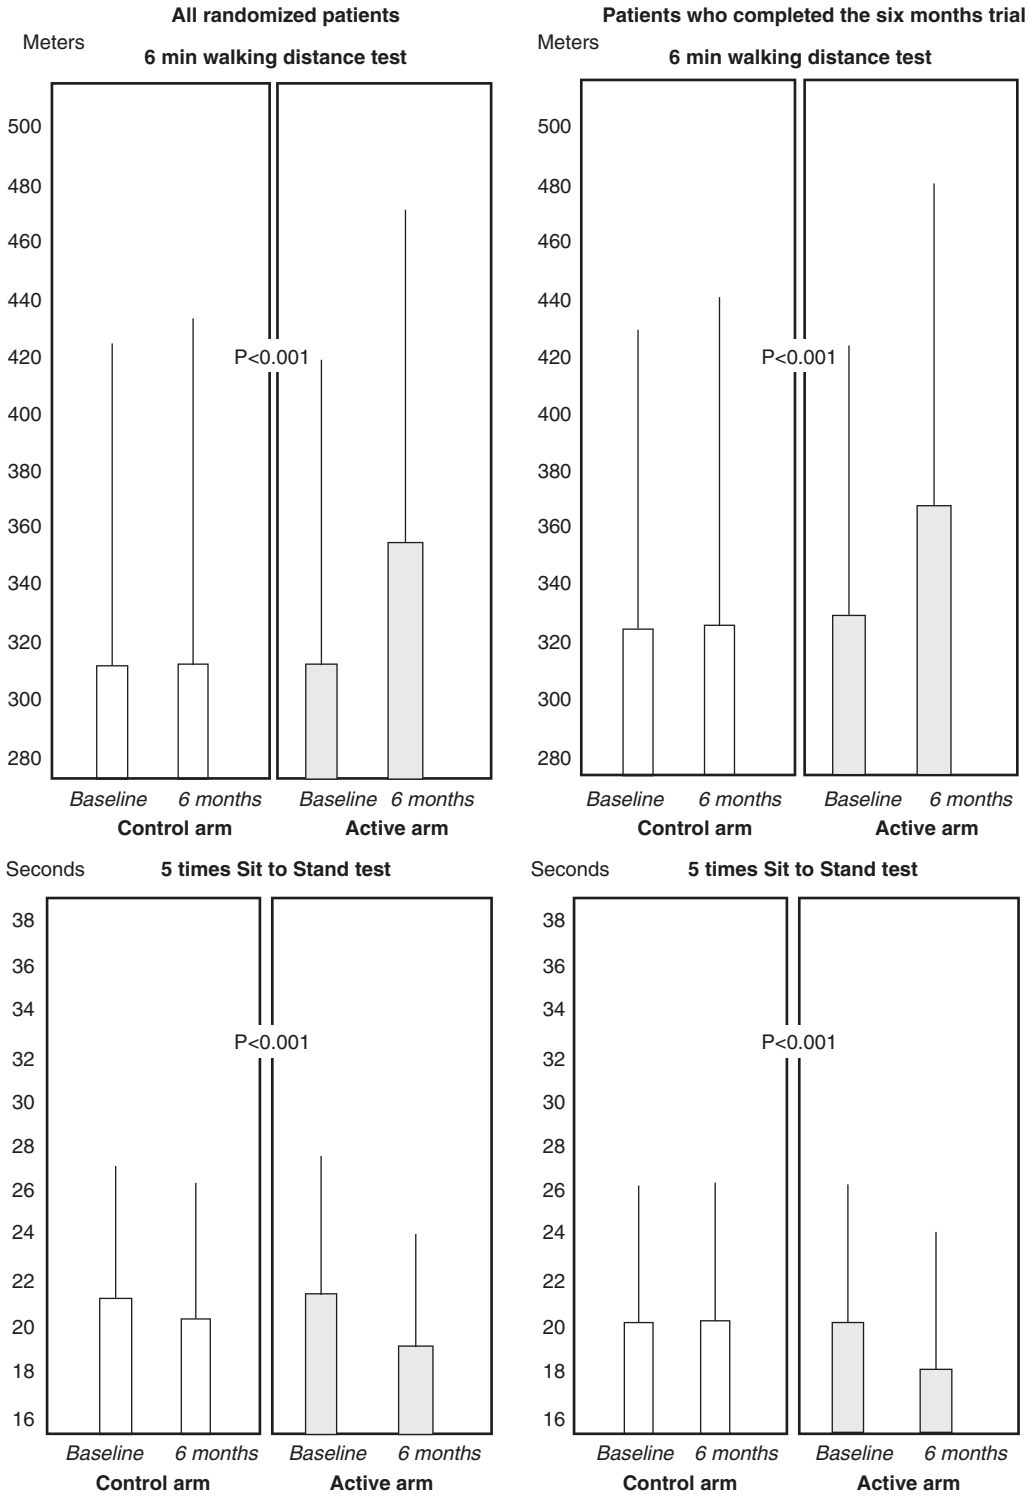 All randomized patients
Meters
6 min walking distance test
500
480
460
440
420
400
380
360
340
320
300
280
P<0.001
Baseline 6 months Baseline 6 months
Control arm Active arm
Patients who completed the six months trial
Meters
6 min walking distance test
500
480
460
440
420
400
380
360
340
320
300
280
P<0.001
Baseline 6 months Baseline 6 months
Control arm Active arm
Seconds 5 times Sit to Stand test
38
36
34
32
30
28
26
24
22
20
18
16
P<0.001
Baseline 6 months Baseline 6 months
Control arm Active arm
Seconds 5 times Sit to Stand test
38
36
34
32
30
28
26
24
22
20
18
16
P<0.001
Baseline 6 months Baseline 6 months
Control arm Active arm